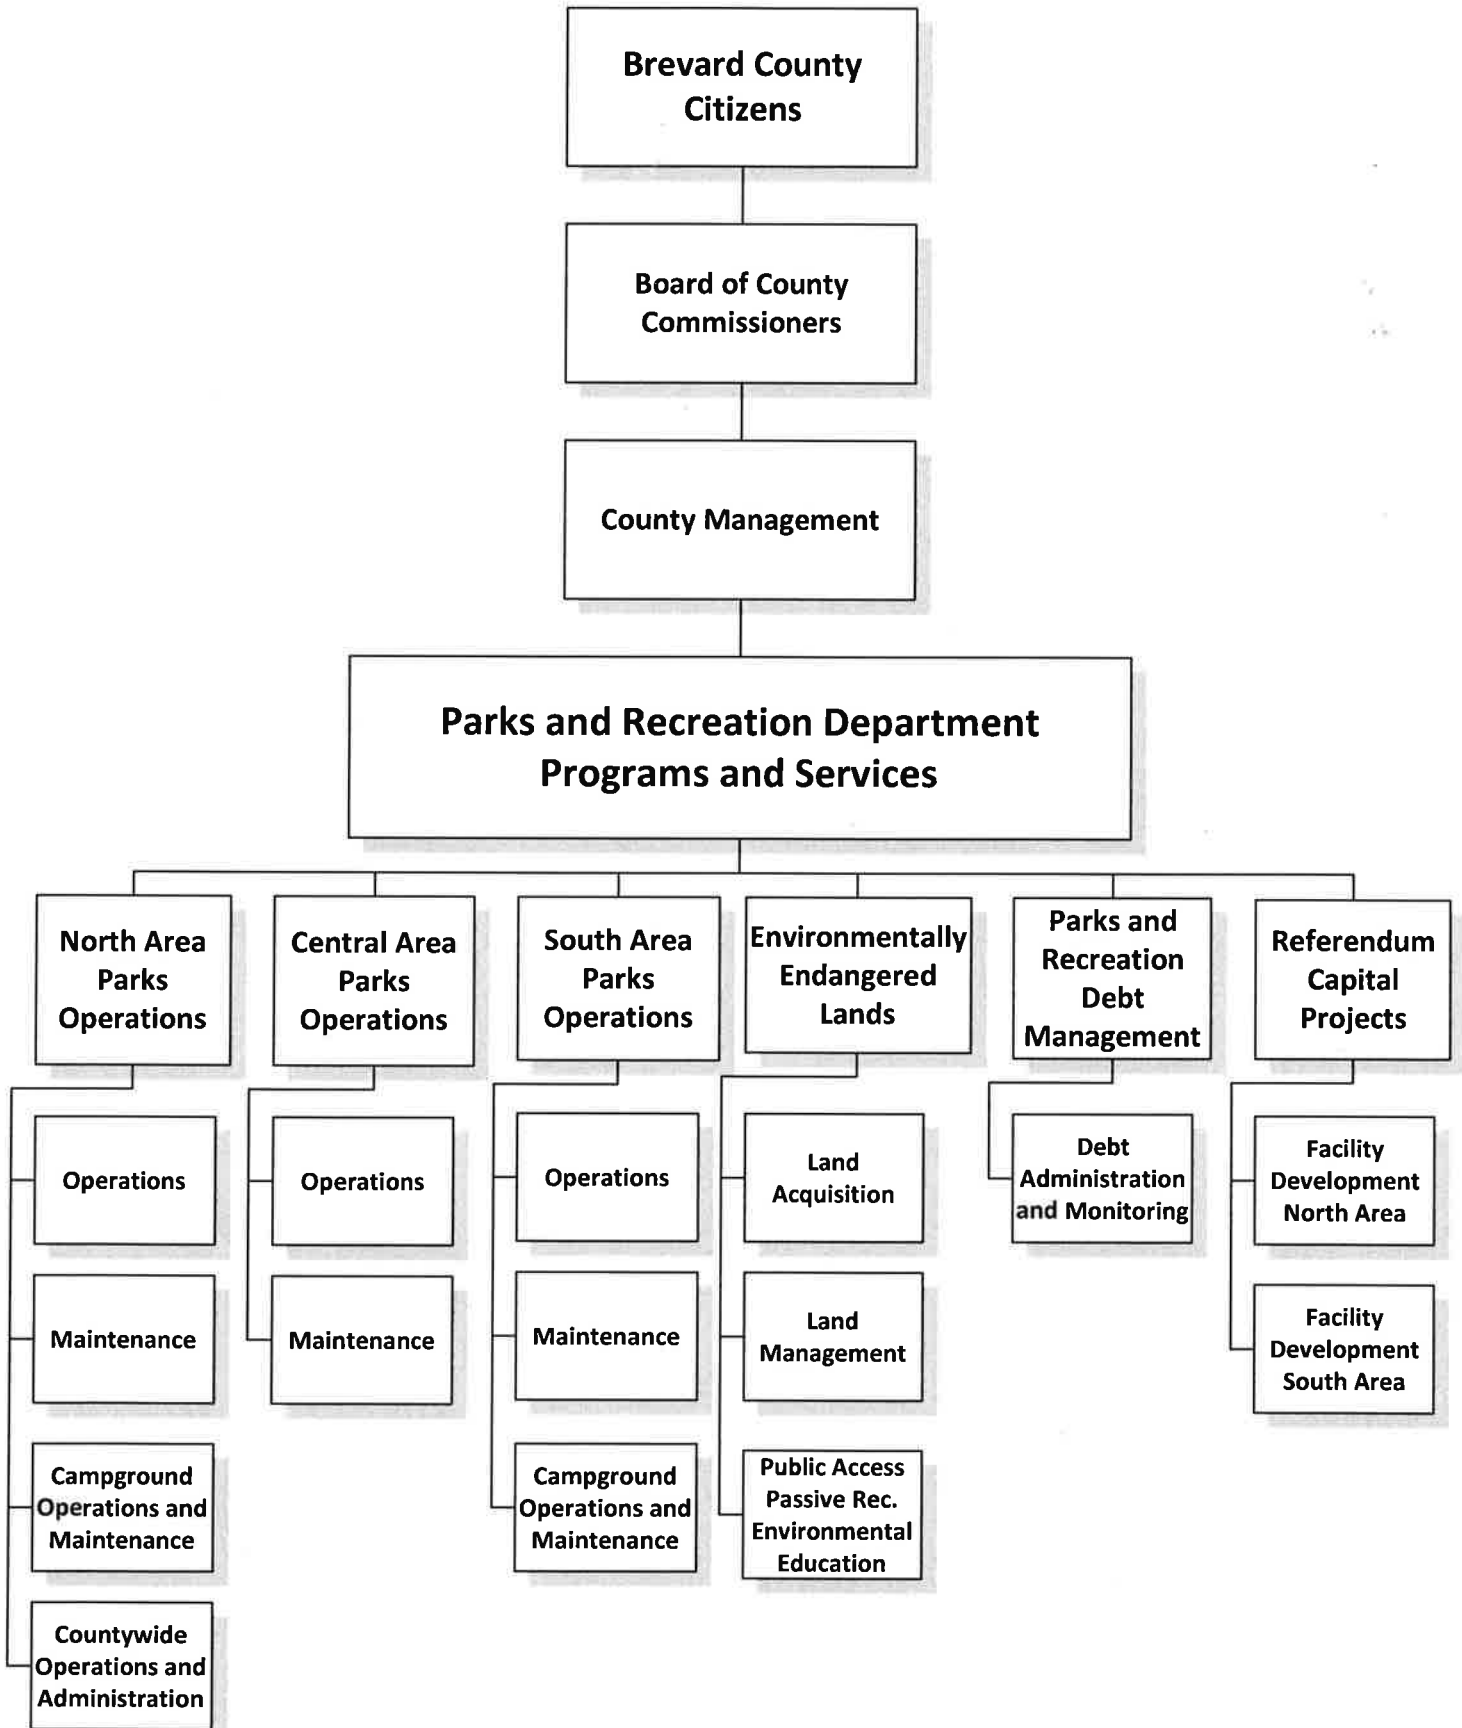 Brevard County
Citizens
Board of County
Commissioners
County Management
Parks and Recreation Department
Programs and Services
North Area
Parks
Operations
Central Area
Parks
Operations
South Area
Parks
Operations
Environmentally
Endangered
Lands
Parks and
Recreation
Debt
Management
Referendum
Capital
Projects
Operations
Maintenance
Campground
Operations and
Maintenance
Countywide
Operations and
Administration
Operations
Maintenance
Operations
Maintenance
Campground
Operations and
Maintenance
Land
Acquisition
Land
Management
Public Access
Passive Rec.
Environmental
Education
Debt
Administration
and Monitoring
Facility
Development
North Area
Facility
Development
South Area